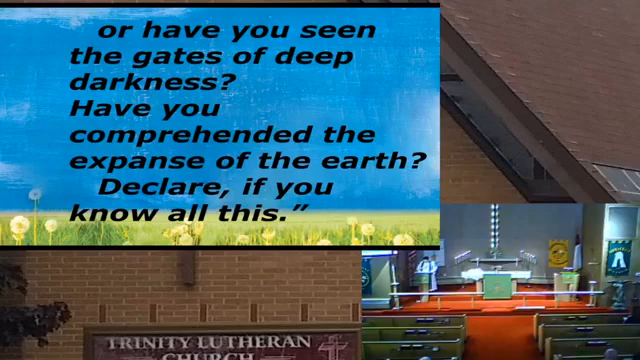 or have you seen
the gates of deep
darkness?
Have you
comprehended the
expanse of the earth?
Declare, if you
know all this.”
TRINITY LUTHERAN
CHURCH